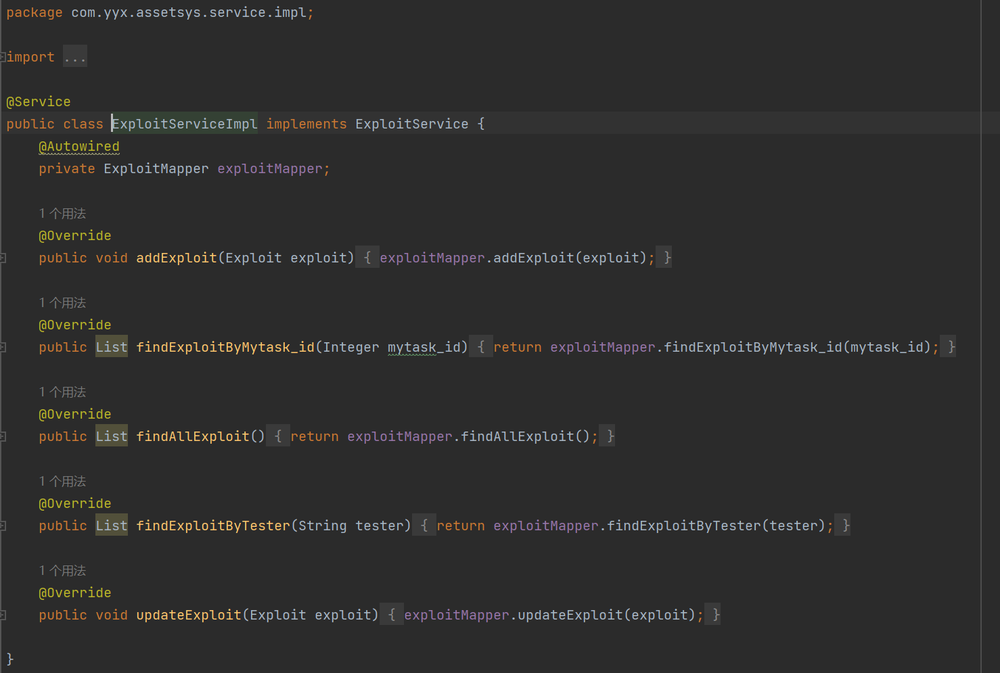 package com.yyx.assetsys.service.impl;
import ...
@Service
public class ExploitServiceImpl implements ExploitService {
@Autowired
private ExploitMapper exploitMapper;
1 个用法
@Override
public void addExploit(Exploit exploit) { exploitMapper.addExploit(exploit); }
1 个用法
@Override
public List findExploitByMytask_id(Integer mytask_id) { return exploitMapper.findExploitByMytask_id(mytask_id); }
1 个用法
@Override
public List findAllExploit() { return exploitMapper.findAllExploit(); }
1 个用法
@Override
public List findExploitByTester(String tester) { return exploitMapper.findExploitByTester(tester); }
1 个用法
@Override
public void updateExploit(Exploit exploit) { exploitMapper.updateExploit(exploit); }
}